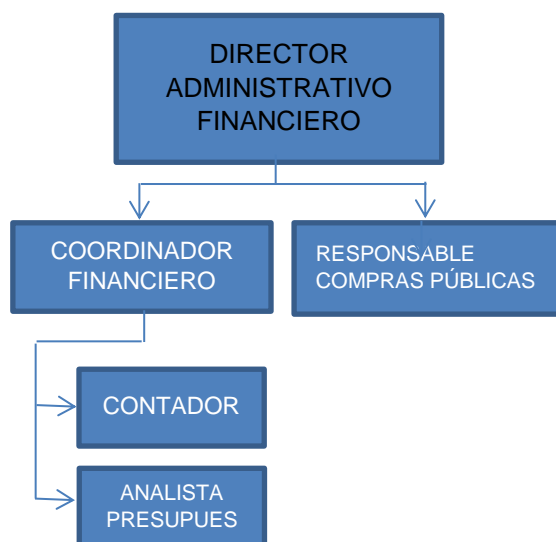 DIRECTOR
ADMINISTRATIVO
FINANCIERO
COORDINADOR
FINANCIERO
RESPONSABLE
COMPRAS PÚBLICAS
CONTADOR
ANALISTA
PRESUPUES